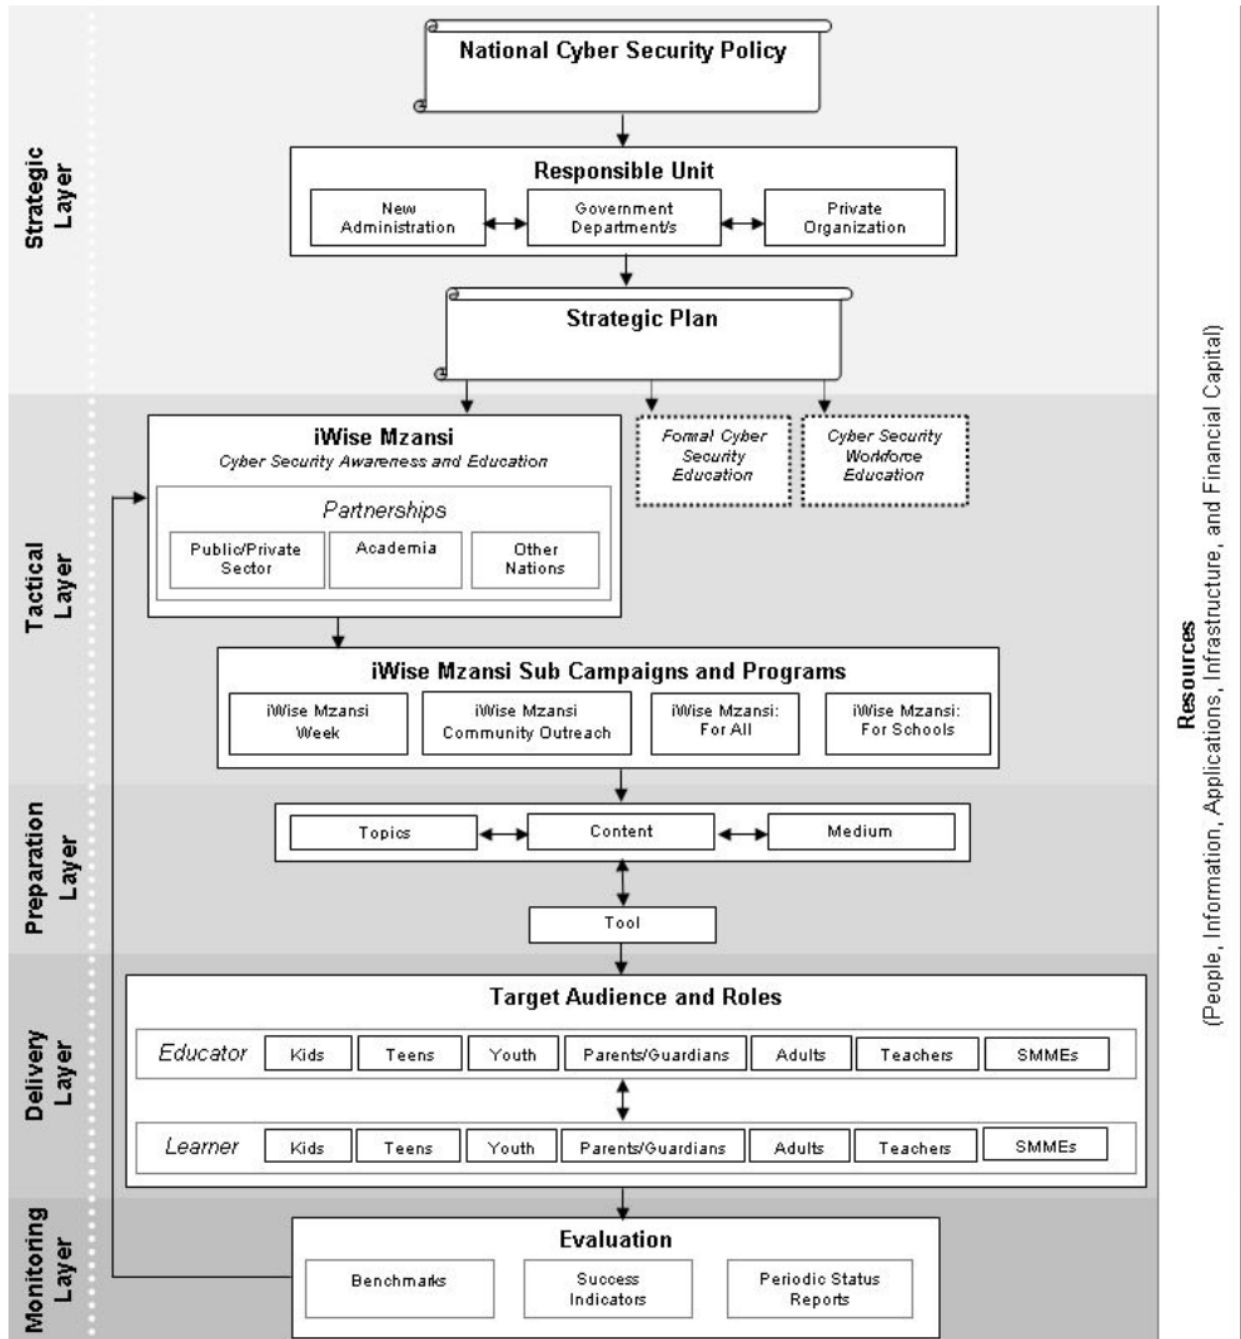 National Cyber Security Policy
Strategic
Layer
Responsible Unit
New
Administration
Government
Department/s
Private
Organization
Strategic Plan
Tactical
Layer
iWise Mzansi
Cyber Security Awareness and Education
Partnerships
Public/Private
Sector
Academia
Other
Nations
Formal Cyber
Security
Education
Cyber Security
Workforce
Education
iWise Mzansi Sub Campaigns and Programs
iWise Mzansi
Week
iWise Mzansi
Community Outreach
iWise Mzansi:
For All
iWise Mzansi:
For Schools
Preparation
Layer
Topics
Content
Medium
Tool
Delivery
Layer
Target Audience and Roles
Educator Kids Teens Youth Parents/Guardians Adults Teachers SMMEs
Learner Kids Teens Youth Parents/Guardians Adults Teachers SMMEs
Monitoring
Layer
Evaluation
Benchmarks
Success
Indicators
Periodic Status
Reports
Resources
(People, Information, Applications, Infrastructure, and Financial Capital)